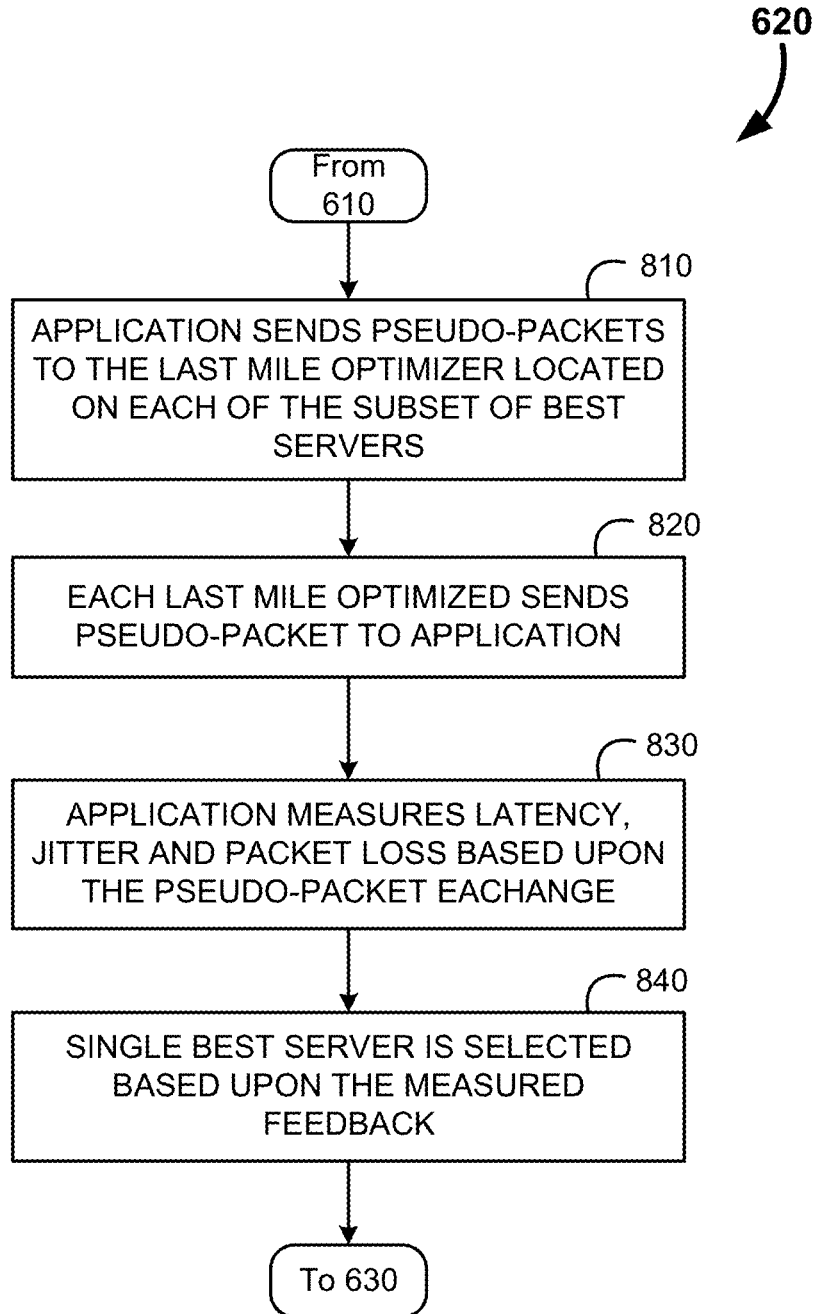 620
From
610
810
APPLICATION SENDS PSEUDO-PACKETS
TO THE LAST MILE OPTIMIZER LOCATED
ON EACH OF THE SUBSET OF BEST
SERVERS
820
EACH LAST MILE OPTIMIZED SENDS
PSEUDO-PACKET TO APPLICATION
830
APPLICATION MEASURES LATENCY,
JITTER AND PACKET LOSS BASED UPON
THE PSEUDO-PACKET EACHANGE
840
SINGLE BEST SERVER IS SELECTED
BASED UPON THE MEASURED
FEEDBACK
To 630